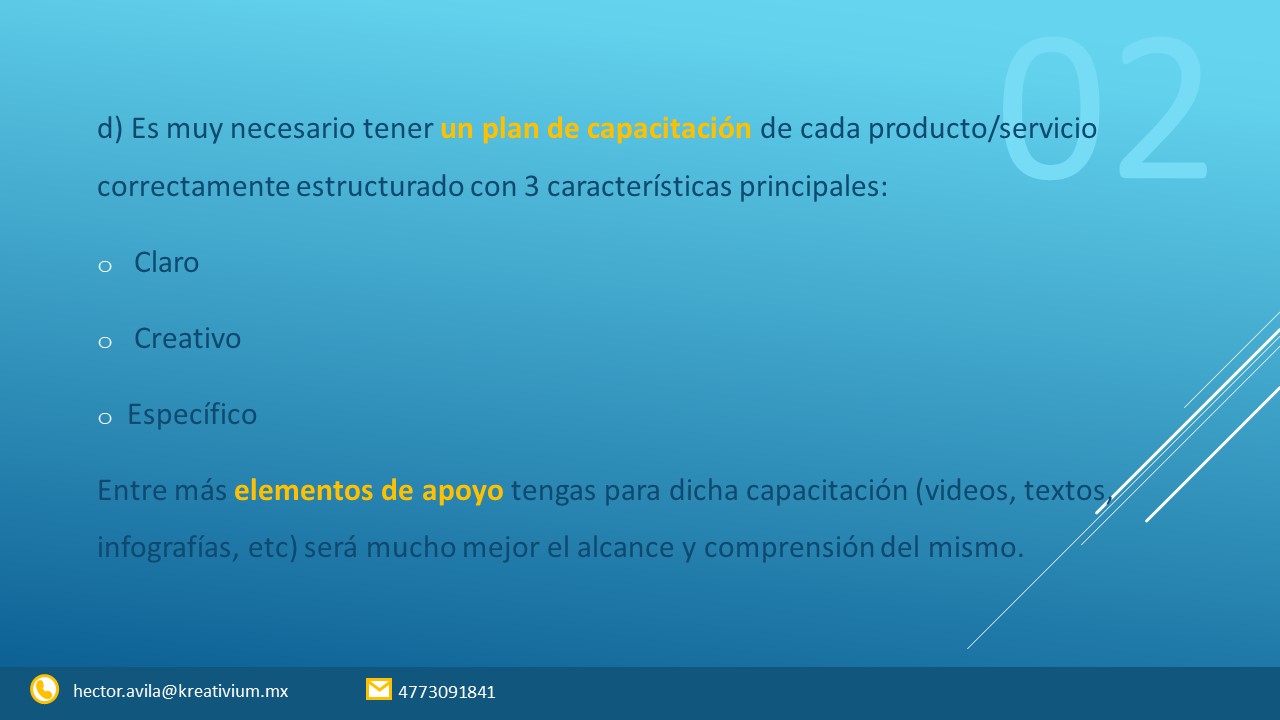 02
d) Es muy necesario tener un plan de capacitación de cada producto/servicio
correctamente estructurado con 3 características principales:
o Claro
o Creativo
o Específico
Entre más elementos de apoyo tengas para dicha capacitación (videos, textos,
infografías, etc) será mucho mejor el alcance y comprensión del mismo.
hector.avila@kreativium.mx 4773091841